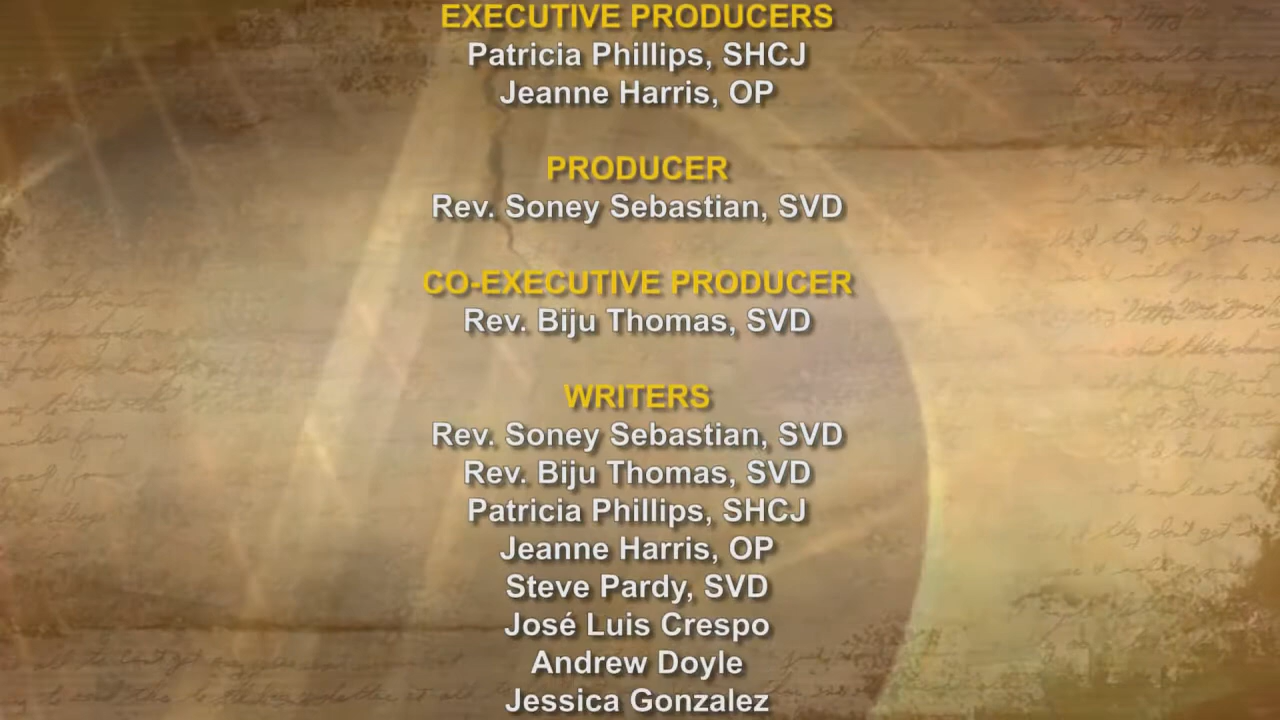 EXECUTIVE PRODUCERS
Patricia Phillips, SHCJ
Jeanne Harris, OP
PRODUCER
Rev. Soney Sebastian, SVD
CO-EXECUTIVE PRODUCER
Rev. Biju Thomas, SVD
WRITERS
Rev. Soney Sebastian, SVD
Rev. Biju Thomas, SVD
Patricia Phillips, SHCJ
Jeanne Harris, OP
Steve Pardy, SVD
José Luis Crespo
Andrew Doyle
Jessica Gonzalez